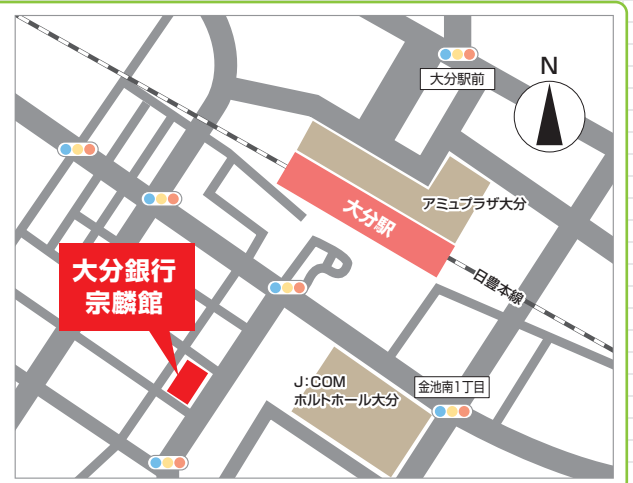 大分駅前
N
アミュプラザ大分
大分駅
日豊本線
大分銀行
宗麟館
J:COM
ホルトホール大分
金池南1丁目